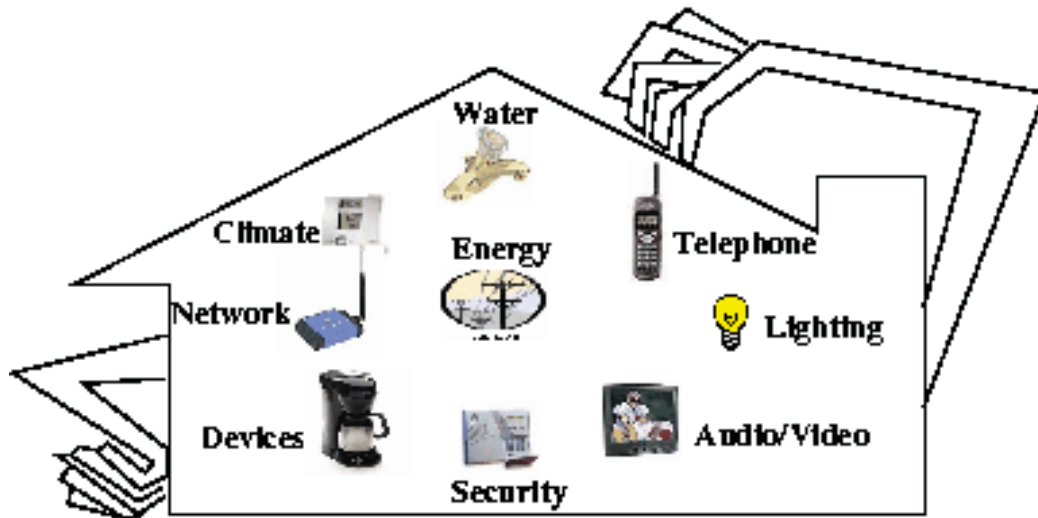 Water
Climate
Energy
Telephone
Network
Lighting
Devices
Audio/Video
Security